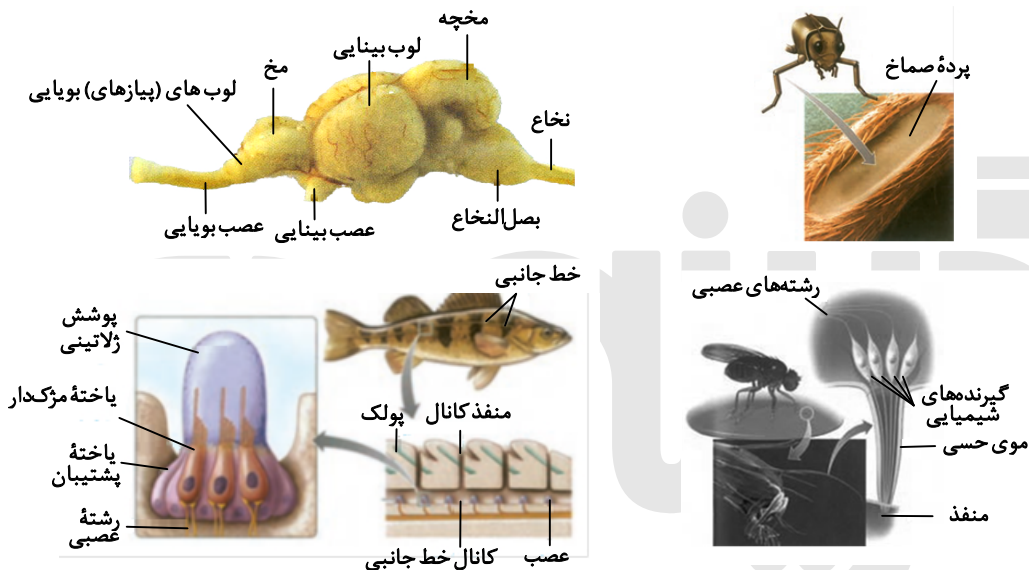 مخچه
لوب بینایی
مخ
لوب های (پیازهای) بویایی
نخاع
عصب بویایی
عصب بینایی
بصل‌النخاع
پردهٔ صماخ
خط جانبی
پوشش
ژلاتینی
یاختهٔ مژک‌دار
یاختهٔ
پشتیبان
رشتهٔ
عصبی
پولک
منفذ کانال
کانال خط جانبی
عصب
رشته‌های عصبی
گیرنده‌های
شیمیایی
موی حسی
منفذ